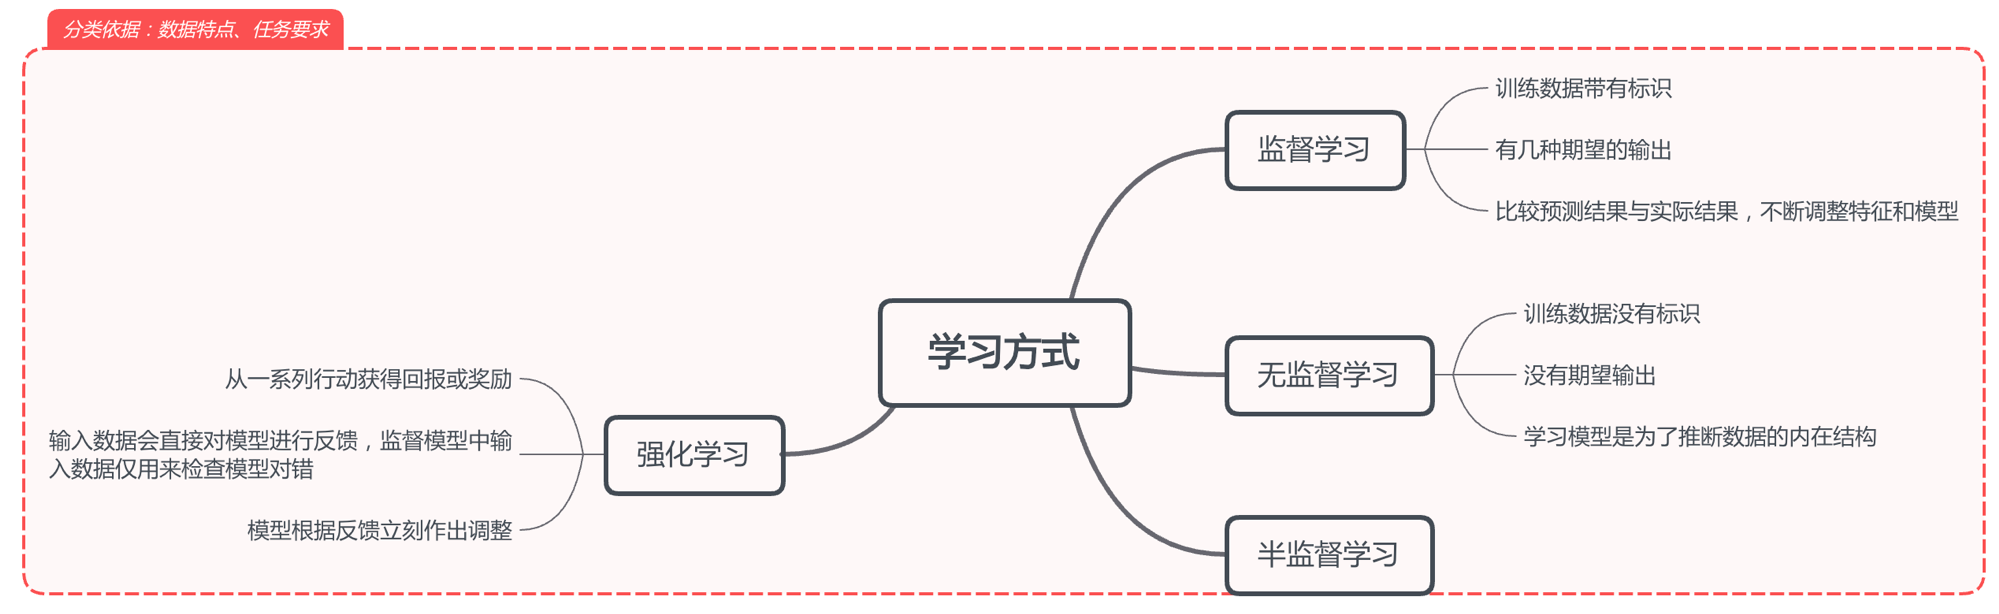 分类依据：数据特点、任务要求
学习方式
监督学习
训练数据带有标识
有几种期望的输出
比较预测结果与实际结果，不断调整特征和模型
无监督学习
训练数据没有标识
没有期望输出
学习模型是为了推断数据的内在结构
半监督学习
强化学习
从一系列行动获得回报或奖励
输入数据会直接对模型进行反馈，监督模型中输
入数据仅用来检查模型对错
模型根据反馈立刻作出调整